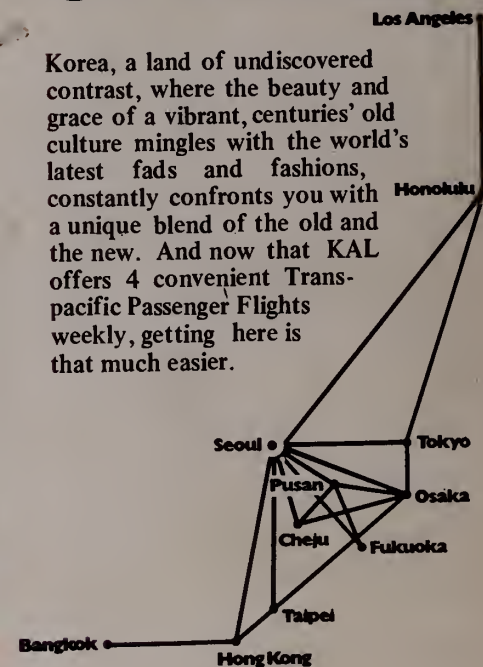 Los Angeles
Korea, a land of undiscovered
contrast, where the beauty and
grace of a vibrant, centuries' old
culture mingles with the world's
latest fads and fashions,
constantly confronts you with
a unique blend of the old and
the new. And now that KAL
offers 4 convenient Trans-
pacific Passenger Flights
weekly, getting here is
that much easier.
Honolulu
Seoul
Tokyo
Pusan
Osaka
Cheju
Fukuoka
Taipei
Bangkok
Hong Kong